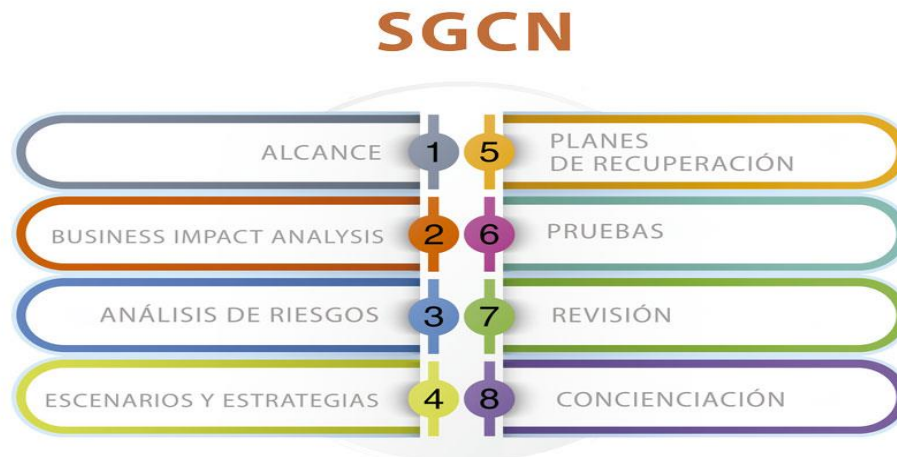 SGCN
ALCANCE 1
BUSINESS IMPACT ANALYSIS 2
ANÁLISIS DE RIESGOS 3
ESCENARIOS Y ESTRATEGIAS 4
5 PLANES
DE RECUPERACIÓN
6 PRUEBAS
7 REVISIÓN
8 CONCIENCIACIÓN